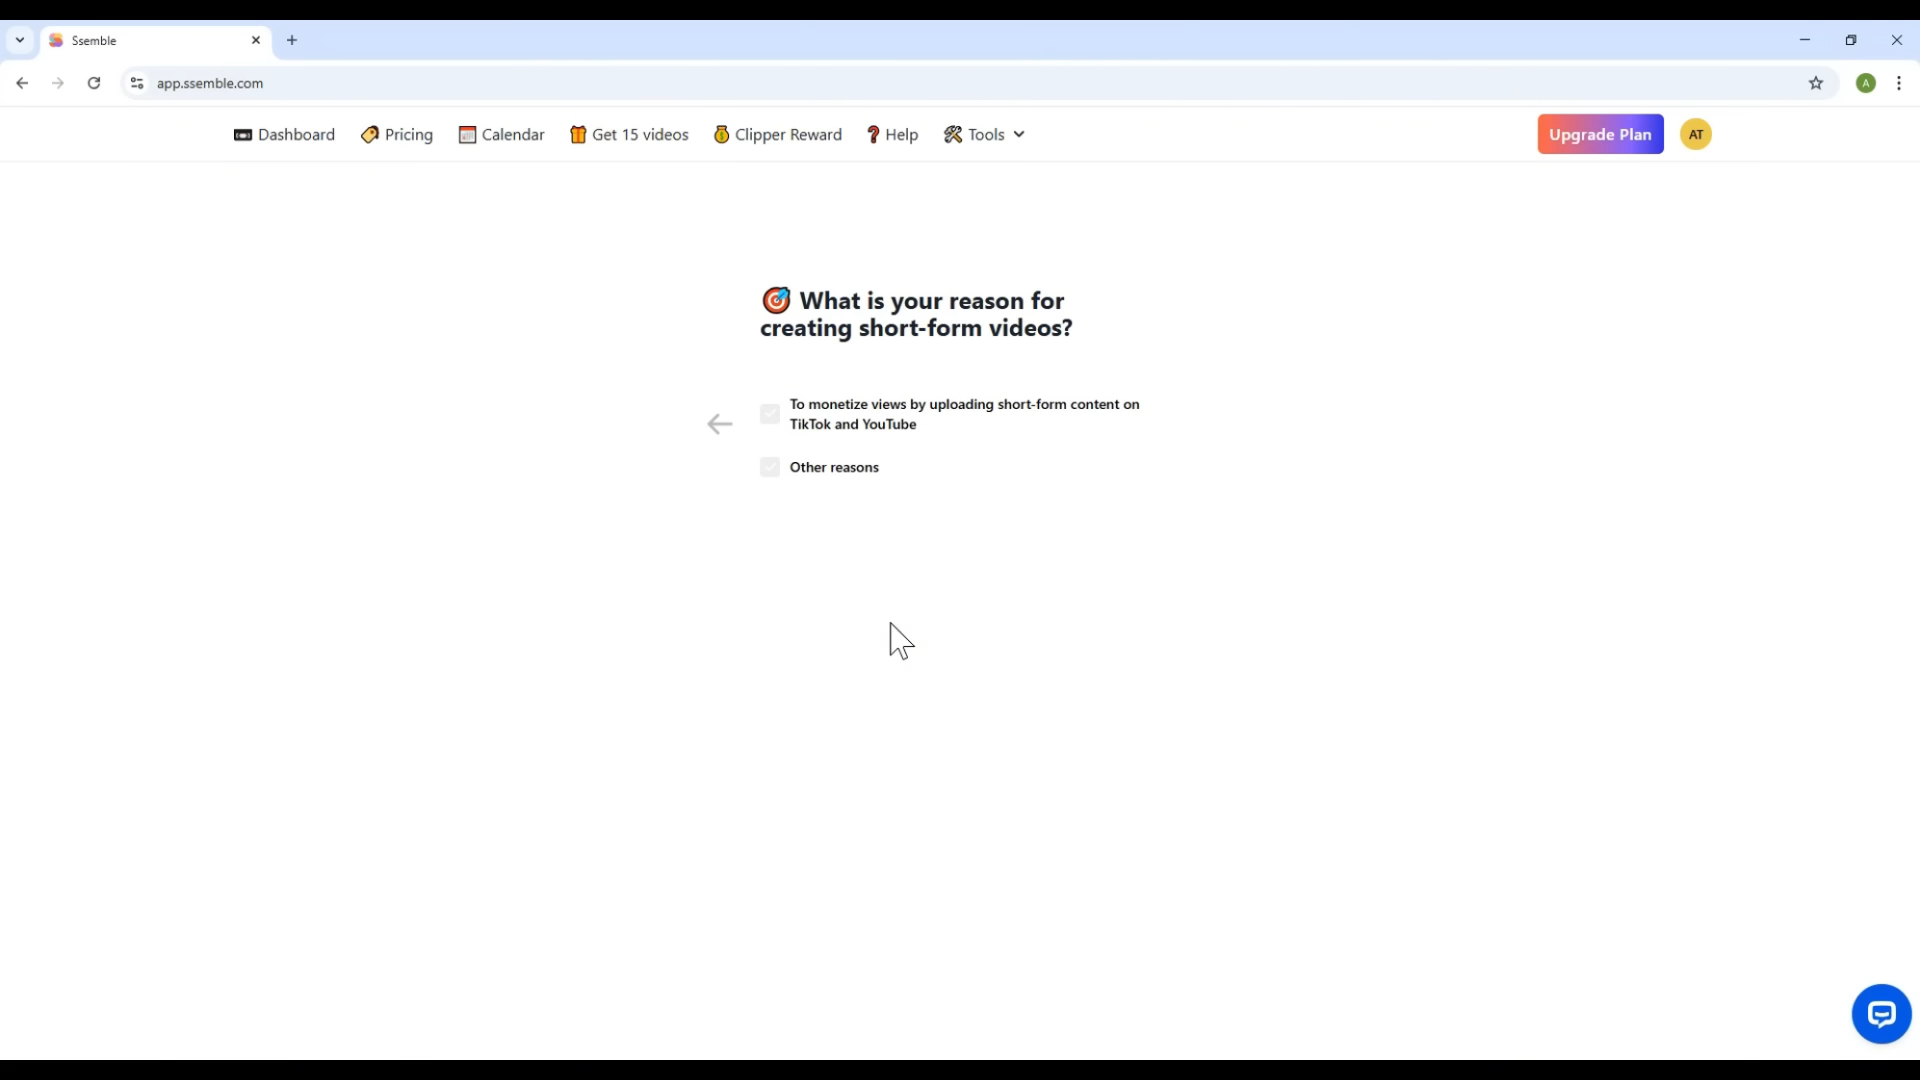 Ssemble
app.ssemble.com
A
Dashboard Pricing Calendar Get 15 videos Clipper Reward Help Tools Upgrade Plan AT
What is your reason for
creating short-form videos?
To monetize views by uploading short-form content on
TikTok and YouTube
Other reasons